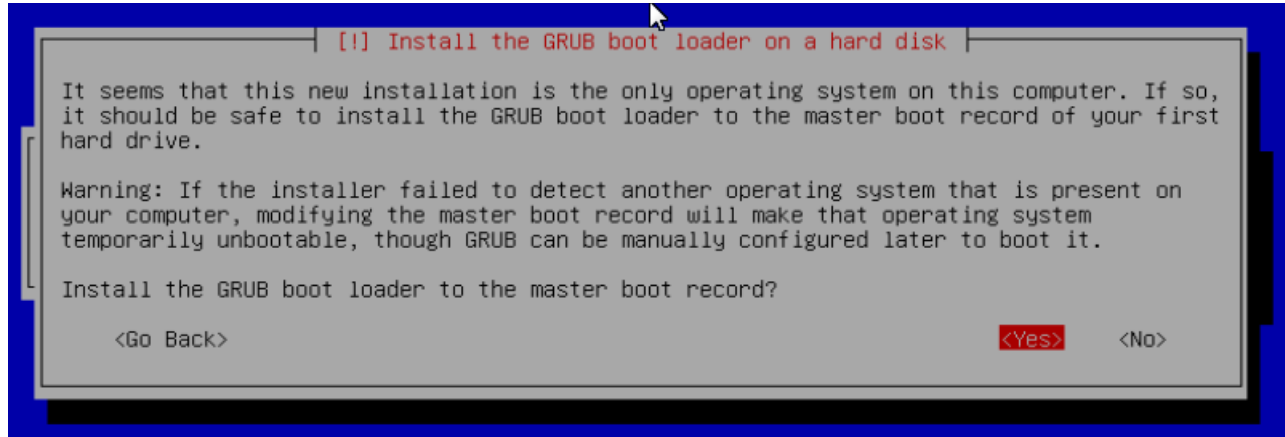 [!] Install the GRUB boot loader on a hard disk
It seems that this new installation is the only operating system on this computer. If so,
it should be safe to install the GRUB boot loader to the master boot record of your first
hard drive.
Warning: If the installer failed to detect another operating system that is present on
your computer, modifying the master boot record will make that operating system
temporarily unbootable, though GRUB can be manually configured later to boot it.
Install the GRUB boot loader to the master boot record?
<Go Back> <Yes> <No>